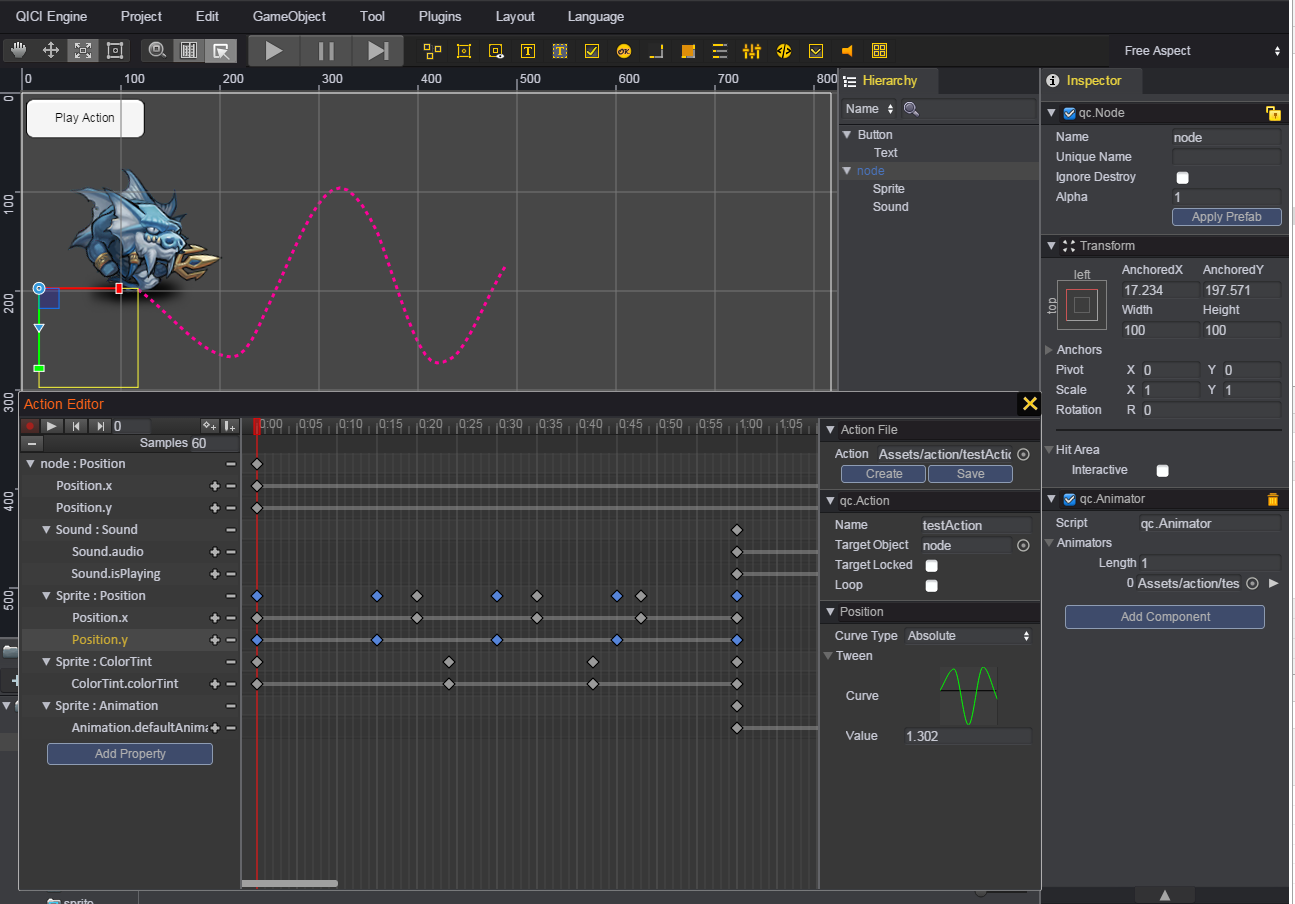 QICI Engine Project Edit GameObject Tool Plugins Layout Language
OK
Free Aspect
0 100 200 300 400 500 600 700 800
0
100
200
300
400
500
Play Action
Hierarchy
Name
Button
Text
node
Sprite
Sound
Inspector
qc.Node
Name node
Unique Name
Ignore Destroy
Alpha 1
Apply Prefab
Transform
left
top
AnchoredX AnchoredY
17.234 197.571
Width Height
100 100
Anchors
Pivot X 0 Y 0
Scale X 1 Y 1
Rotation R 0
Hit Area
Interactive
qc.Animator
Script qc.Animator
Animators
Length 1
0 Assets/action/tes
Add Component
Action Editor
0
Samples 60
0:00 0:05 0:10 0:15 0:20 0:25 0:30 0:35 0:40 0:45 0:50 0:55 1:00 1:05
node : Position
Position.x
Position.y
Sound : Sound
Sound.audio
Sound.isPlaying
Sprite : Position
Position.x
Position.y
Sprite : ColorTint
ColorTint.colorTint
Sprite : Animation
Animation.defaultAnima
Add Property
Action File
Action Assets/action/testActic
Create Save
qc.Action
Name testAction
Target Object node
Target Locked
Loop
Position
Curve Type Absolute
Tween
Curve
Value 1.302
sprite